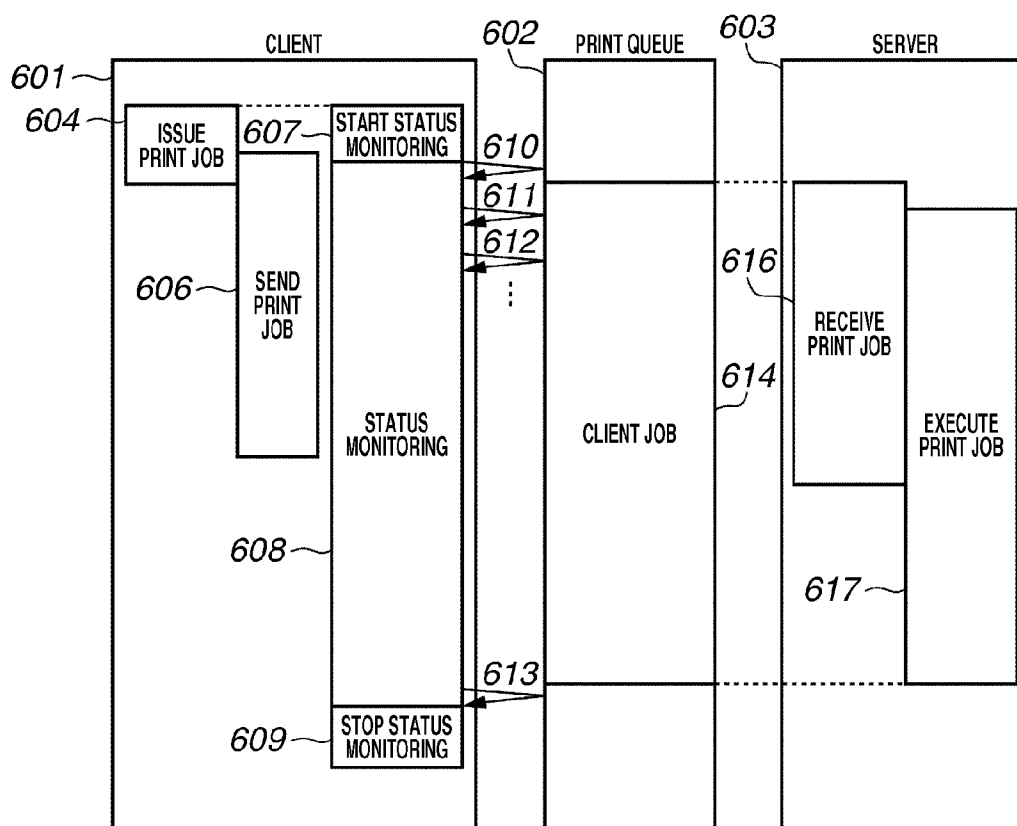 CLIENT
602
PRINT QUEUE
603
SERVER
601
604
ISSUE
PRINT JOB
607
START STATUS
MONITORING
610
611
612
606
SEND
PRINT
JOB
616
RECEIVE
PRINT JOB
614
STATUS
MONITORING
CLIENT JOB
EXECUTE
PRINT JOB
608
617
613
609
STOP STATUS
MONITORING